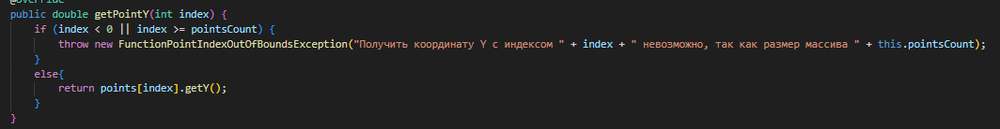 @Override
public double getPointY(int index) {
    if (index < 0 || index >= pointsCount) {
        throw new FunctionPointIndexOutOfBoundsException("Получить координату Y с индексом " + index + " невозможно, так как размер массива " + this.pointsCount);
    }
    else{
        return points[index].getY();
    }
}